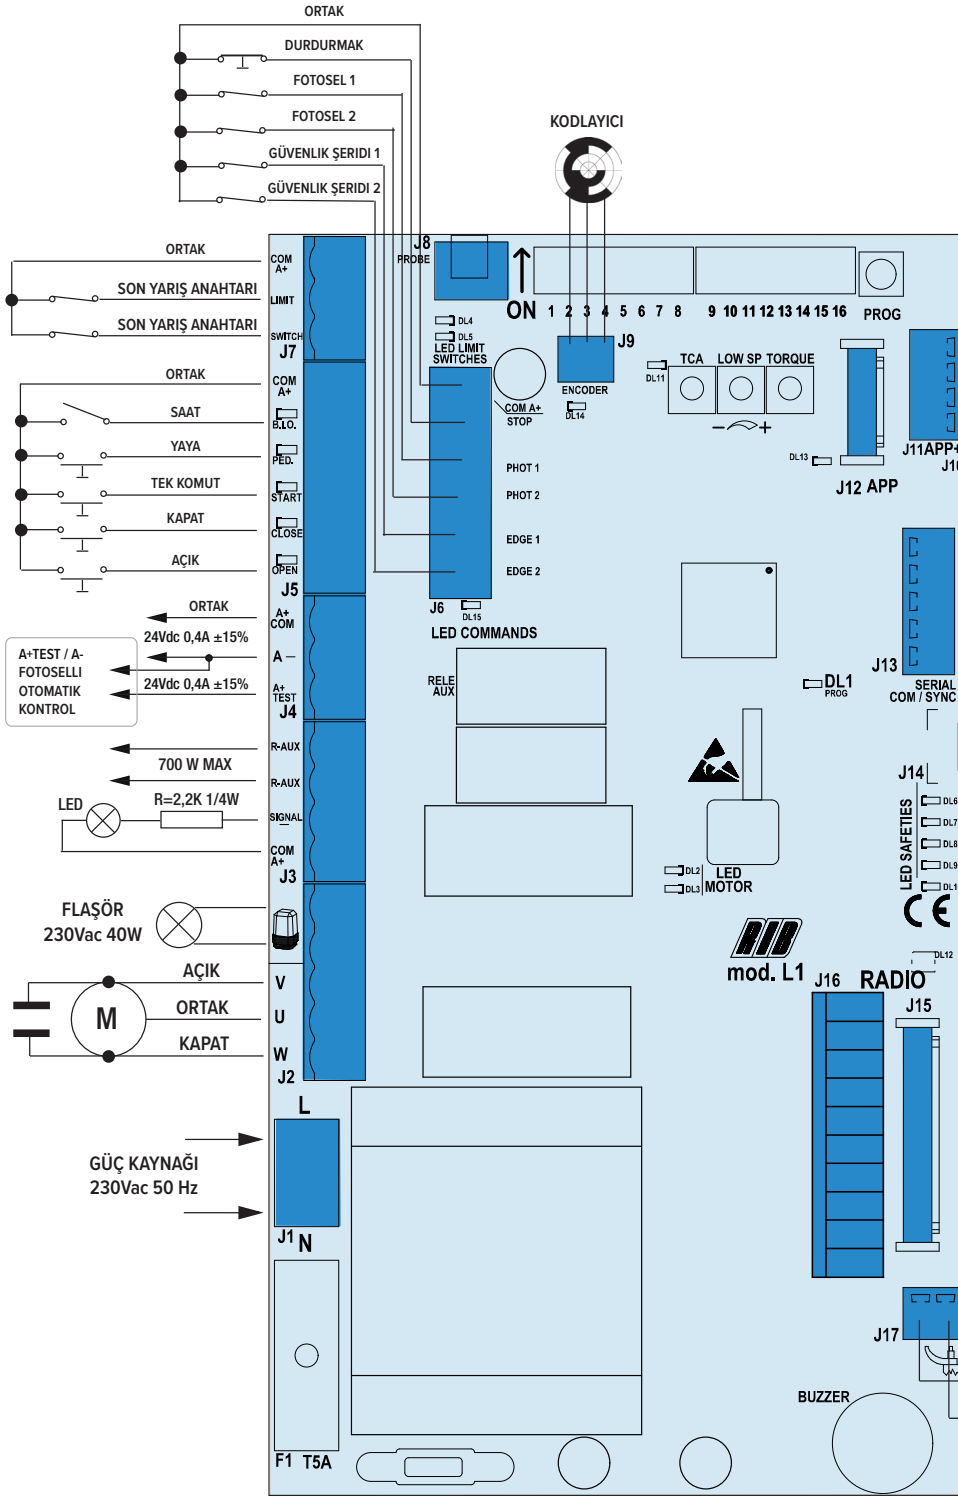 ORTAK
DURDURMAK
FOTOSEL 1
FOTOSEL 2
GÜVENLIK ŞERIDI 1
GÜVENLIK ŞERIDI 2
KODLAYICI
ORTAK
SON YARIŞ ANAHTARI
SON YARIŞ ANAHTARI
COM
A+
LIMIT
SWITCH
J7
J8
PROBE
ON
1 2 3 4 5 6 7 8
9 10 11 12 13 14 15 16
PROG
DL4
DL5
LED LIMIT
SWITCHES
J9
ENCODER
DL14
DL11
TCA
LOW SP
TORQUE
− +
DL13
J12 APP
J11 APP+
J10
ORTAK
SAAT
YAYA
TEK KOMUT
KAPAT
AÇIK
COM
A+
B.I.O.
PED.
START
CLOSE
OPEN
J5
COM A+
STOP
PHOT 1
PHOT 2
EDGE 1
EDGE 2
J6
DL15
LED COMMANDS
ORTAK
24Vdc 0,4A ±15%
24Vdc 0,4A ±15%
A+TEST / A-
FOTOSELLI
OTOMATIK
KONTROL
A+
COM
A −
A+
TEST
J4
RELE
AUX
J13
SERIAL
COM / SYNC
DL1
PROG
J14
LED SAFETIES
DL6
DL7
DL8
DL9
DL1
CE
DL12
700 W MAX
R-AUX
R-AUX
LED
R=2,2K 1/4W
SIGNAL
−
COM
A+
J3
DL2
DL3
LED
MOTOR
RIB
mod. L1
FLAŞÖR
230Vac 40W
AÇIK
ORTAK
KAPAT
M
V
U
W
J2
J16
RADIO
J15
L
GÜÇ KAYNAĞI
230Vac 50 Hz
J1
N
J17
BUZZER
F1 T5A